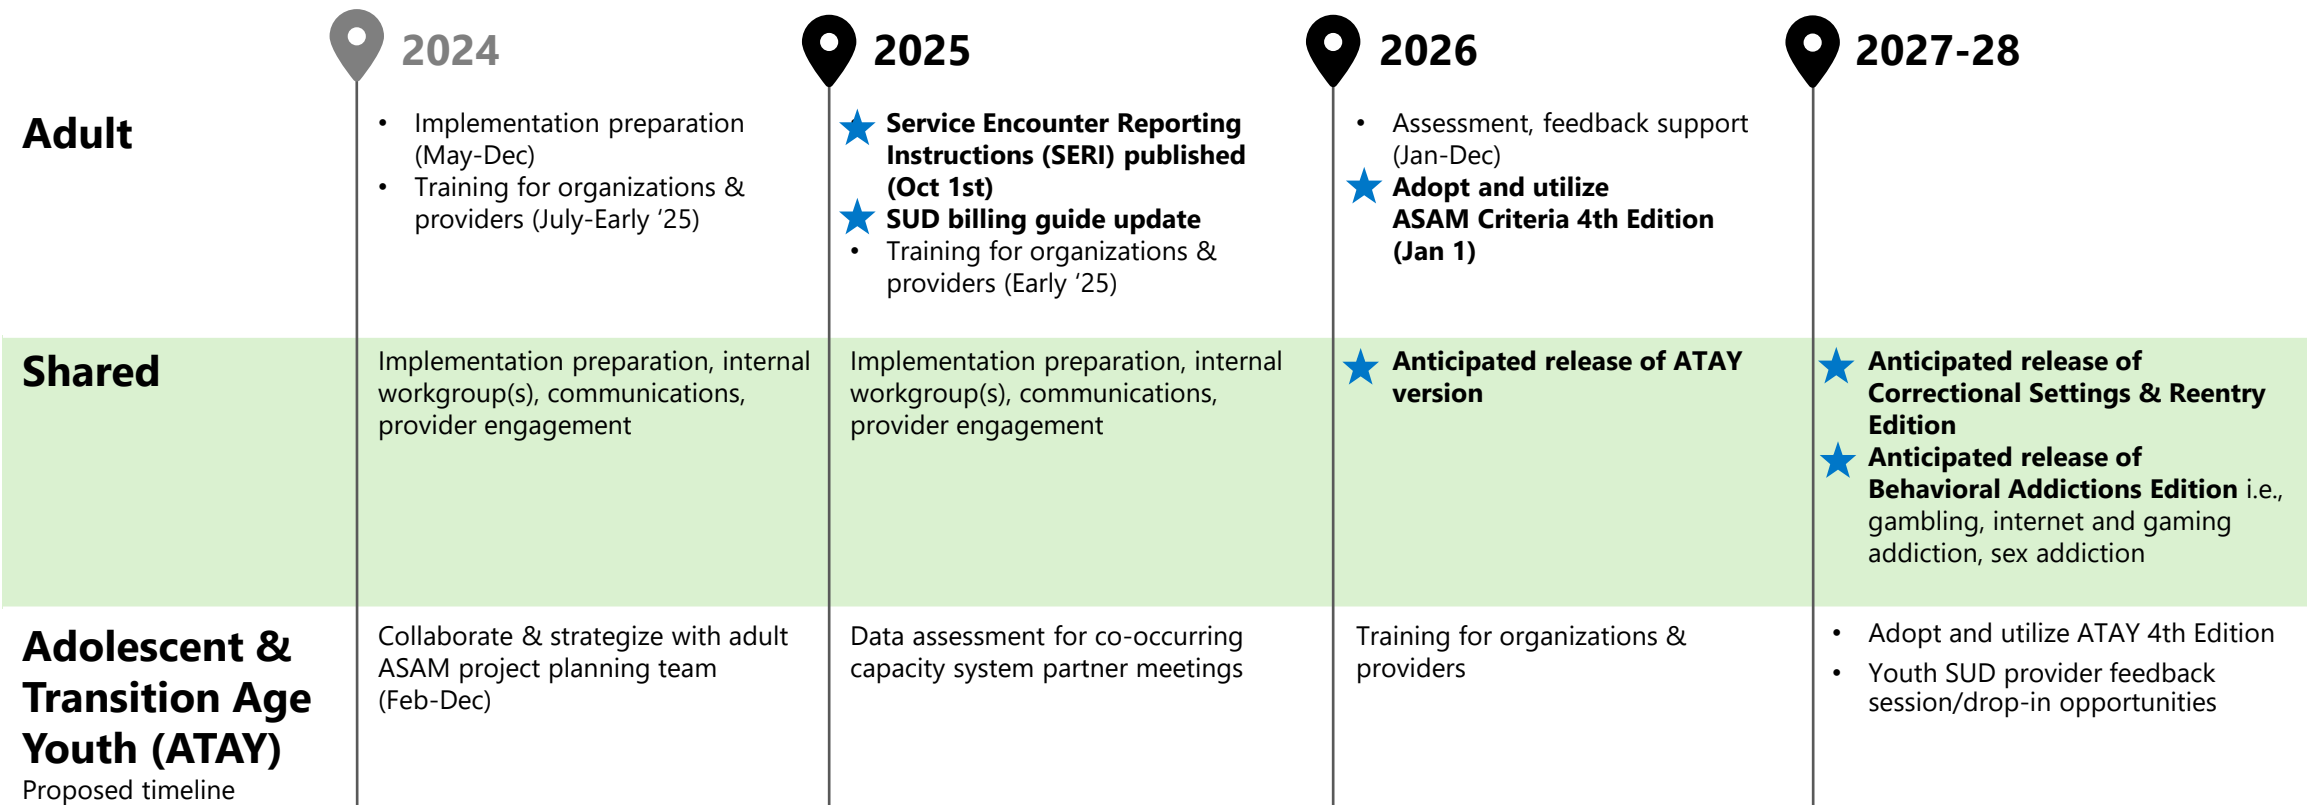 2024
2025
2026
2027-28
Adult
• Implementation preparation
(May-Dec)
• Training for organizations &
providers (July-Early ‘25)
Service Encounter Reporting
Instructions (SERI) published
(Oct 1st)
SUD billing guide update
• Training for organizations &
providers (Early ‘25)
• Assessment, feedback support
(Jan-Dec)
Adopt and utilize
ASAM Criteria 4th Edition
(Jan 1)
Shared
Implementation preparation, internal
workgroup(s), communications,
provider engagement
Implementation preparation, internal
workgroup(s), communications,
provider engagement
Anticipated release of ATAY
version
Anticipated release of
Correctional Settings & Reentry
Edition
Anticipated release of
Behavioral Addictions Edition i.e.,
gambling, internet and gaming
addiction, sex addiction
Adolescent &
Transition Age
Youth (ATAY)
Proposed timeline
Collaborate & strategize with adult
ASAM project planning team
(Feb-Dec)
Data assessment for co-occurring
capacity system partner meetings
Training for organizations &
providers
• Adopt and utilize ATAY 4th Edition
• Youth SUD provider feedback
session/drop-in opportunities